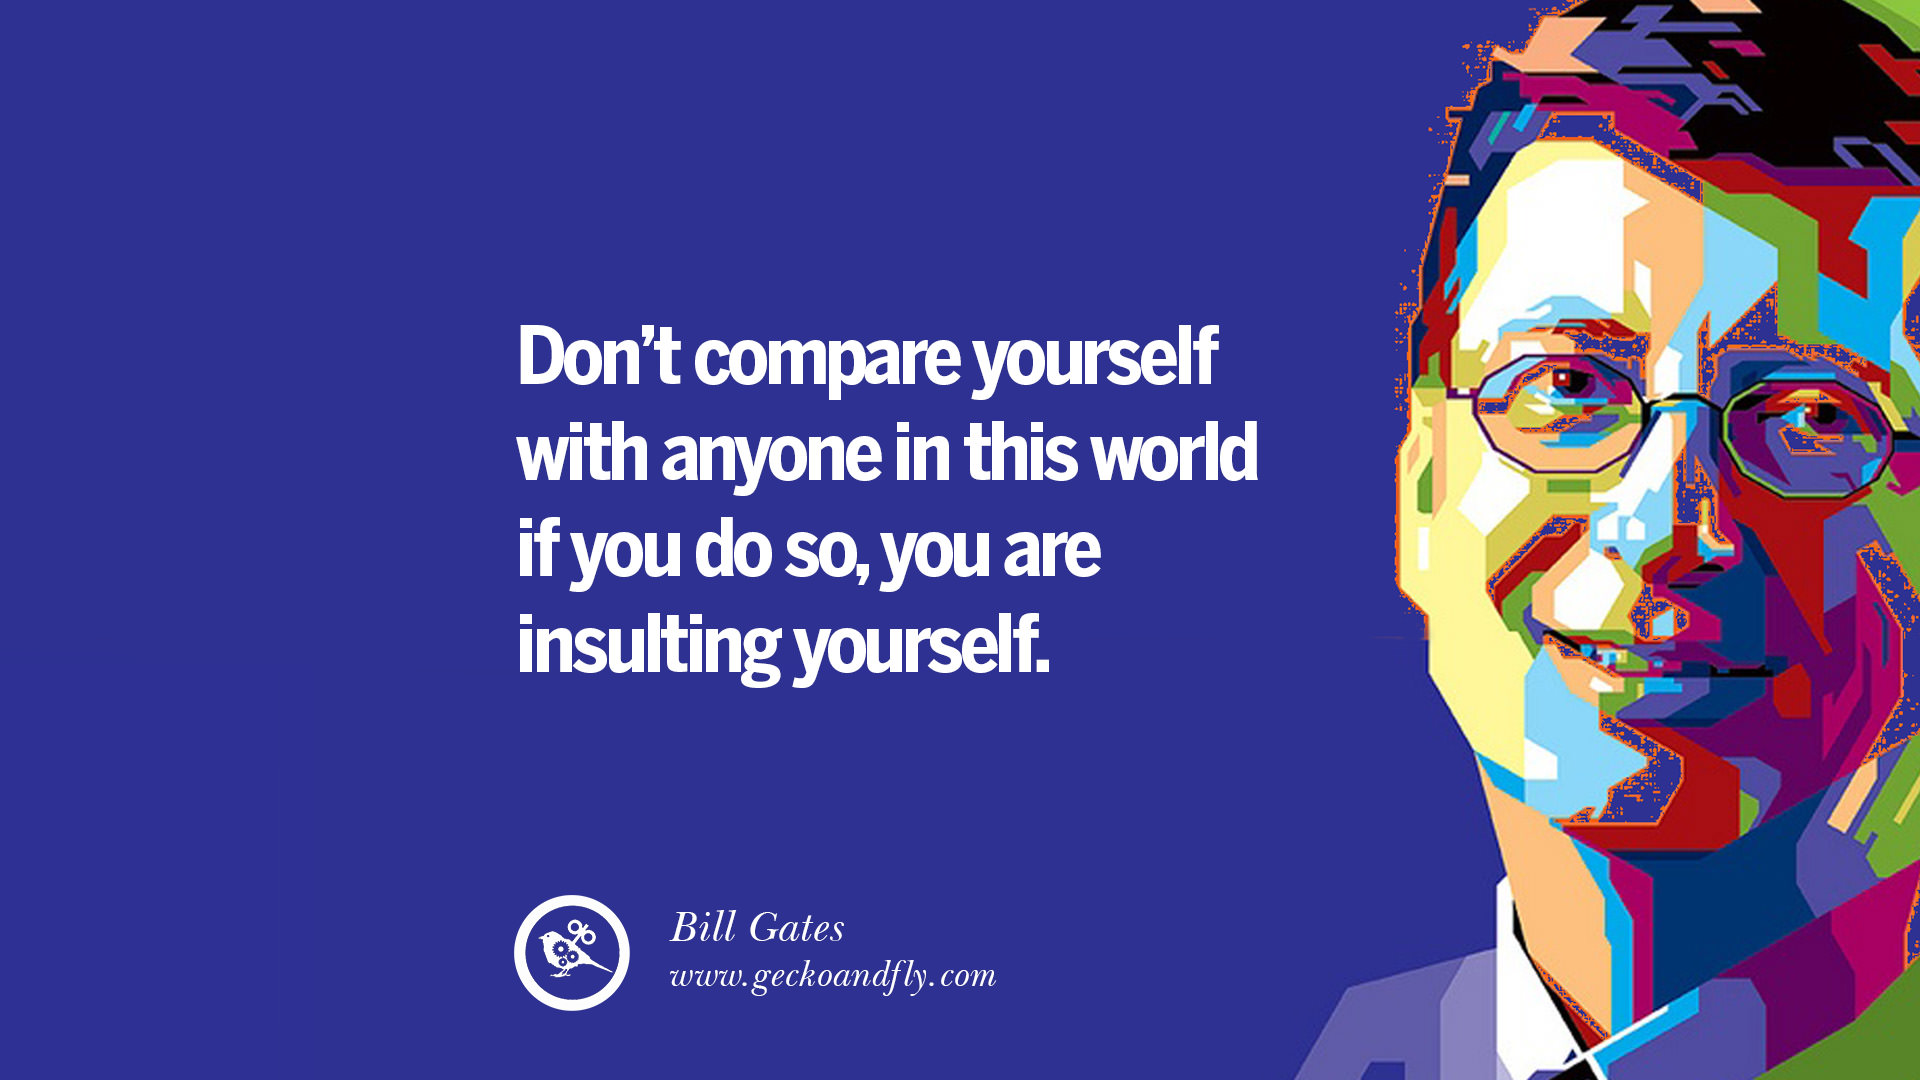 Don’t compare yourself
with anyone in this world
if you do so, you are
insulting yourself.
Bill Gates
www.geckoandfly.com